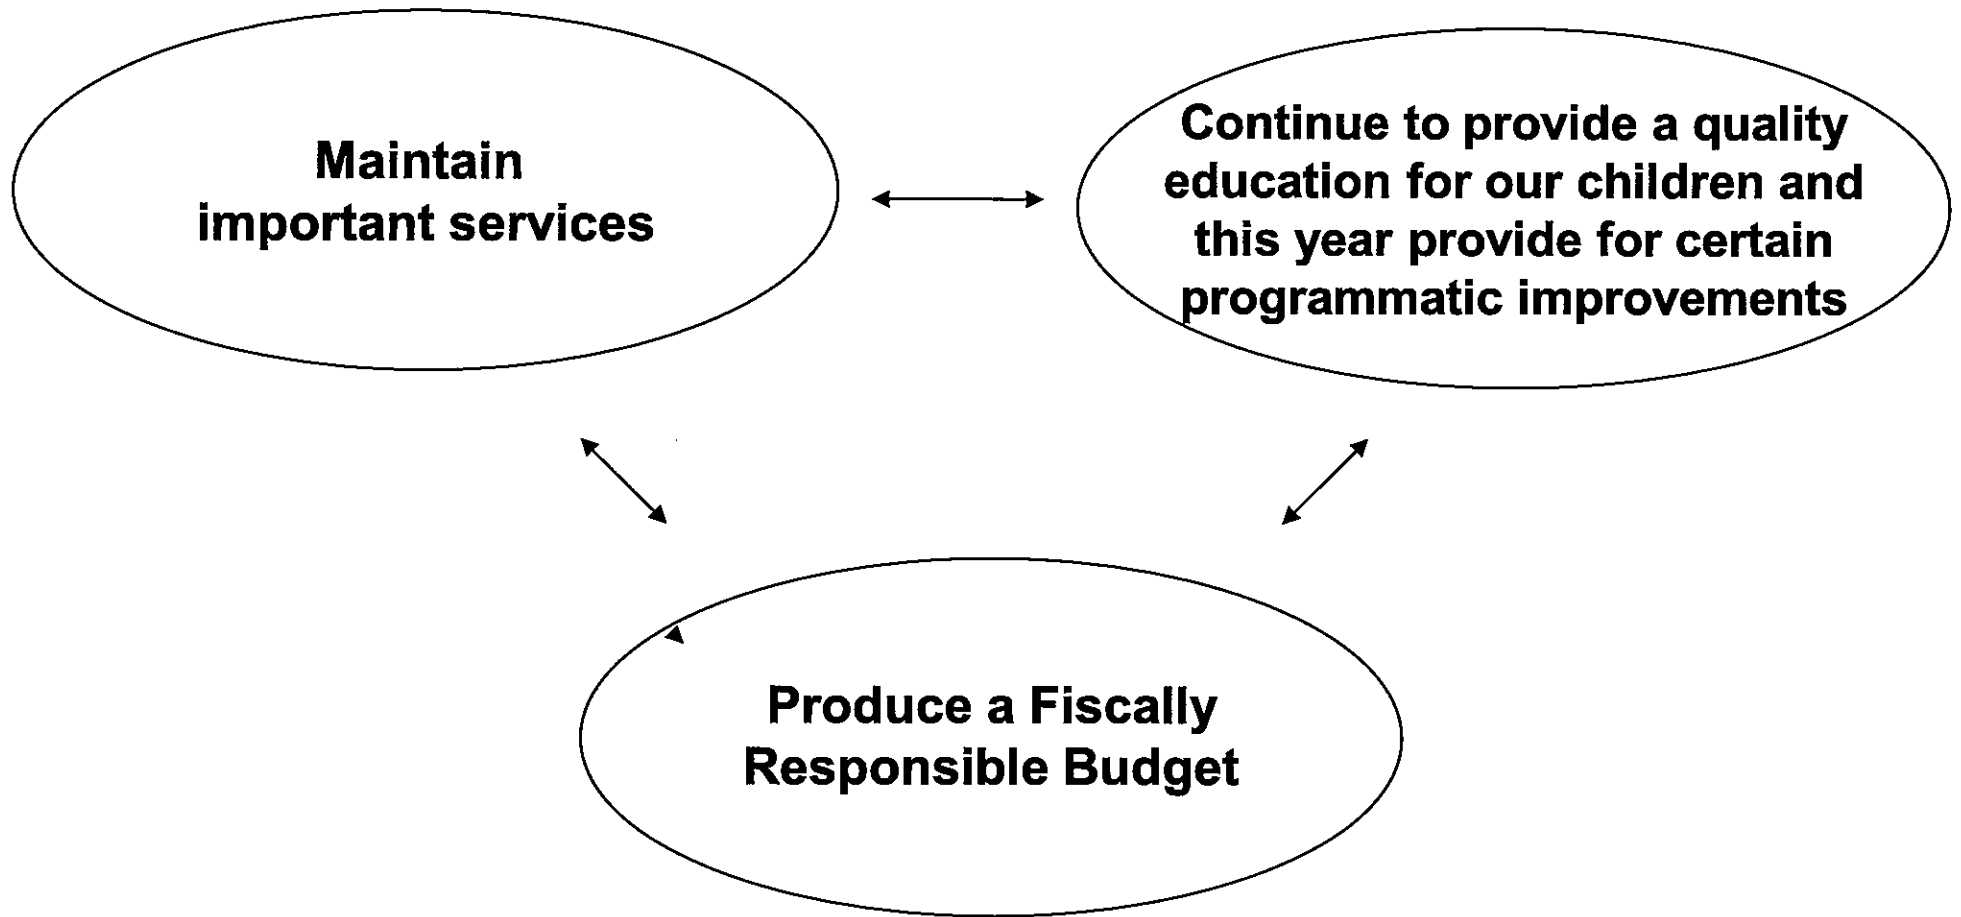 Maintain
important services
Continue to provide a quality
education for our children and
this year provide for certain
programmatic improvements
Produce a Fiscally
Responsible Budget